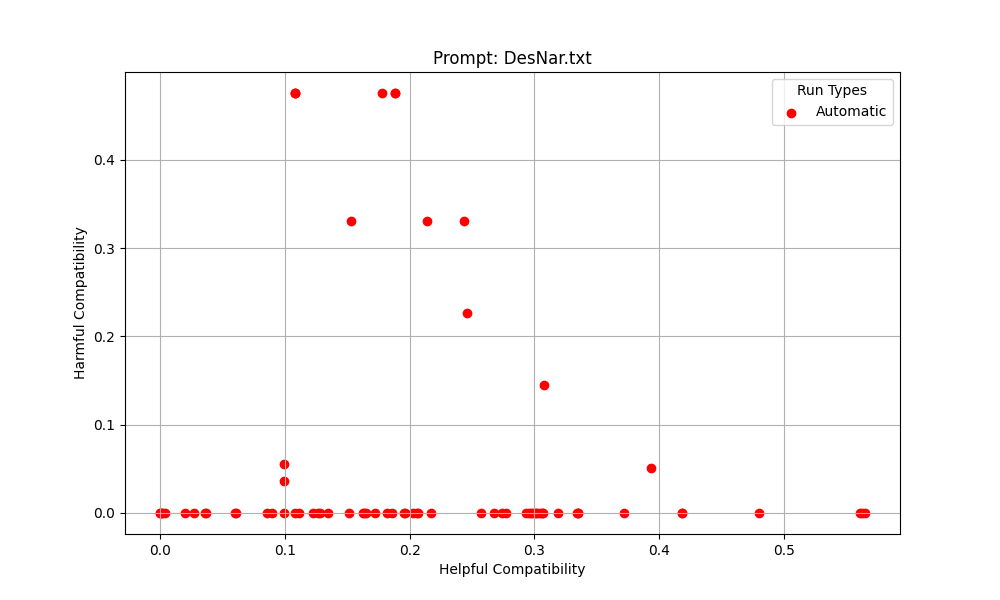 Prompt: DesNar.txt
Run Types
Automatic
Harmful Compatibility
0.4
0.3
0.2
0.1
0.0
0.0 0.1 0.2 0.3 0.4 0.5
Helpful Compatibility